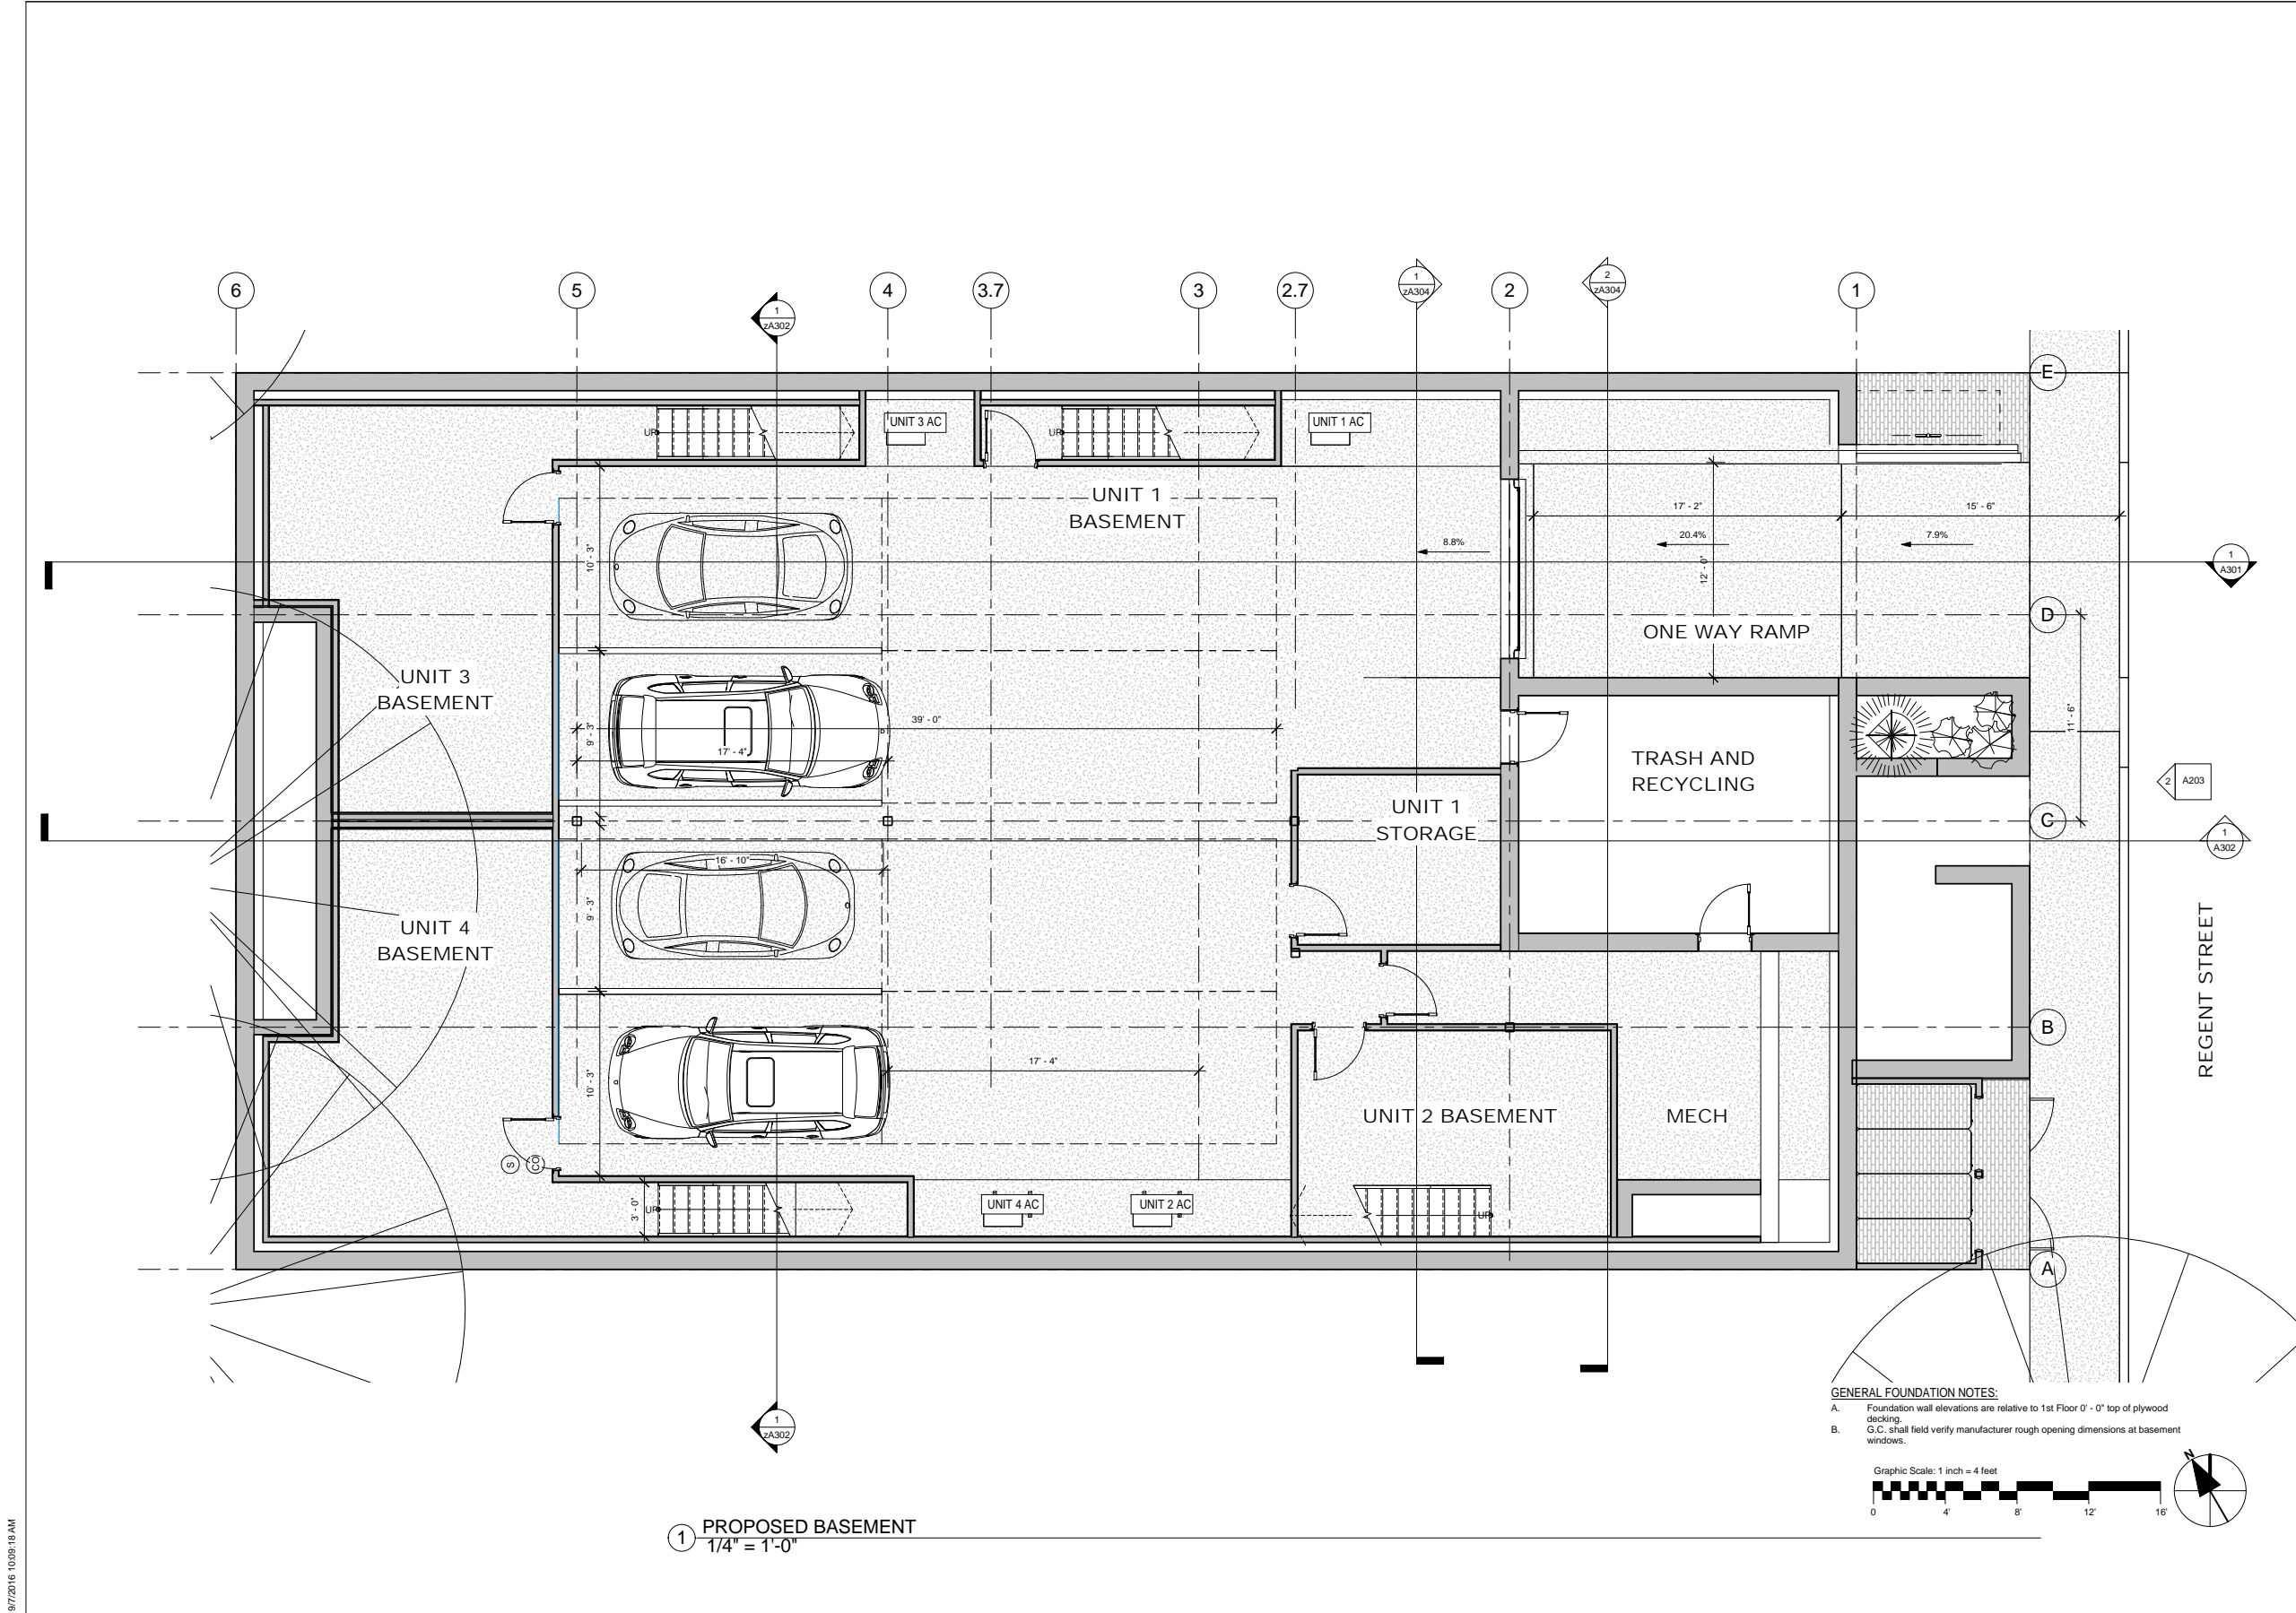 6
5
4
3.7
3
2.7
2
1
1
zA302
1
zA304
2
zA304
E
UNIT 3 AC
UNIT 1 AC
UP
UP
UNIT 1
BASEMENT
17' - 2"
15' - 6"
8.8%
20.4%
7.9%
10' - 3"
12' - 0"
1
A301
D
ONE WAY RAMP
UNIT 3
BASEMENT
9' - 3"
39' - 0"
17' - 4"
11' - 6"
TRASH AND
RECYCLING
2
A203
UNIT 1
STORAGE
C
1
A302
16' - 10"
9' - 3"
UNIT 4
BASEMENT
REGENT STREET
B
17' - 4"
10' - 3"
UNIT 2 BASEMENT
MECH
S
CO
3' - 0"
UP
UNIT 4 AC
UNIT 2 AC
UP
A
1
zA302
GENERAL FOUNDATION NOTES:
A. Foundation wall elevations are relative to 1st Floor 0' - 0" top of plywood
decking.
B. G.C. shall field verify manufacturer rough opening dimensions at basement
windows.
Graphic Scale: 1 inch = 4 feet
0 4' 8' 12' 16'
N
1
PROPOSED BASEMENT
1/4" = 1'-0"
9/7/2016 10:09:18 AM